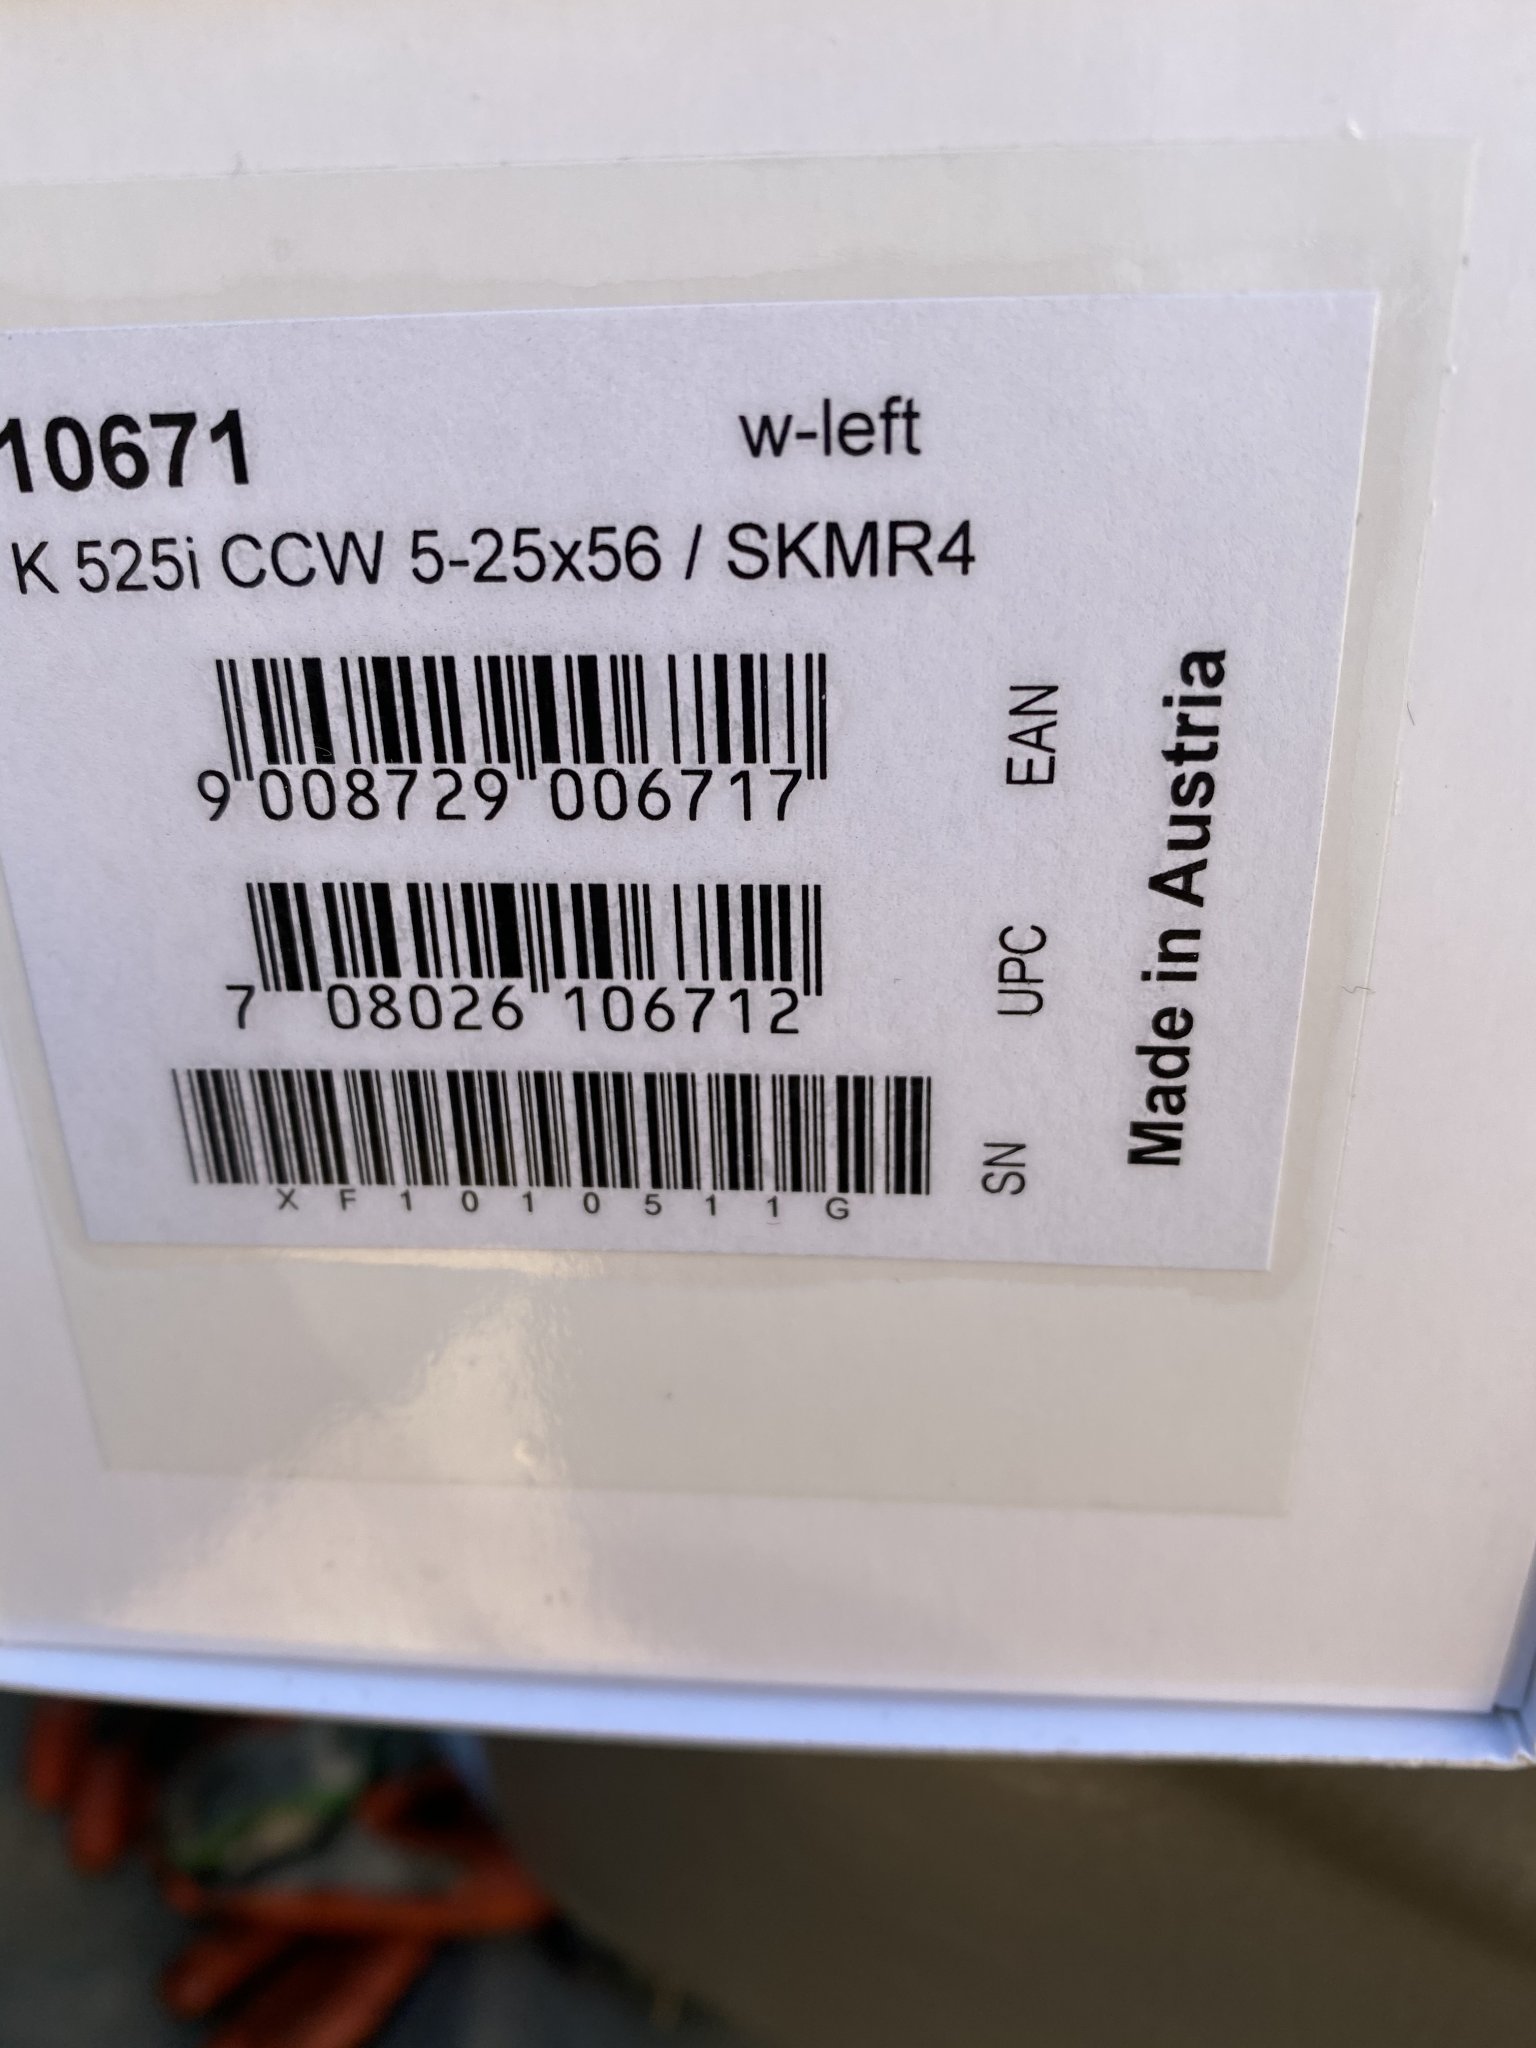 10671
w-left
K 525i CCW 5-25x56 / SKMR4
9 008729 006717
EAN
7 08026 106712
UPC
XF1010511G
SN
Made in Austria